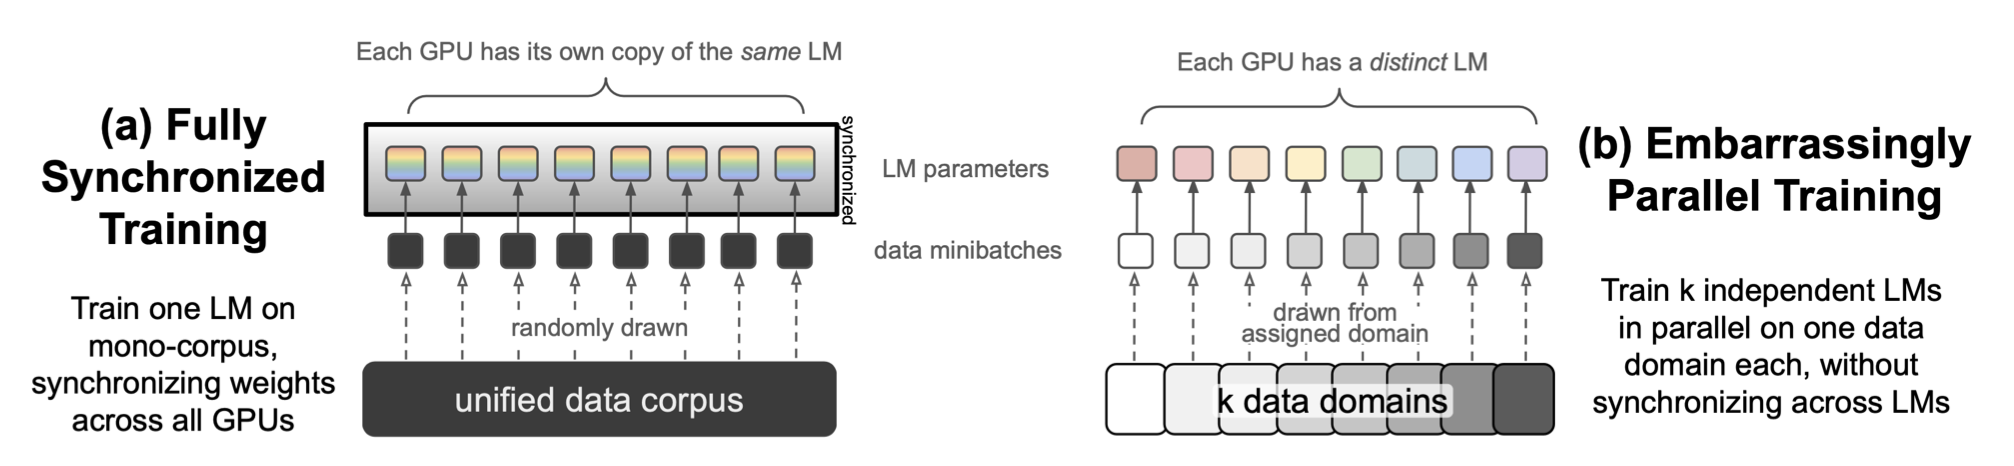 (a) Fully
Synchronized
Training
Train one LM on
mono-corpus,
synchronizing weights
across all GPUs
Each GPU has its own copy of the same LM
synchronized
randomly drawn
unified data corpus
LM parameters
data minibatches
Each GPU has a distinct LM
drawn from
assigned domain
k data domains
(b) Embarrassingly
Parallel Training
Train k independent LMs
in parallel on one data
domain each, without
synchronizing across LMs